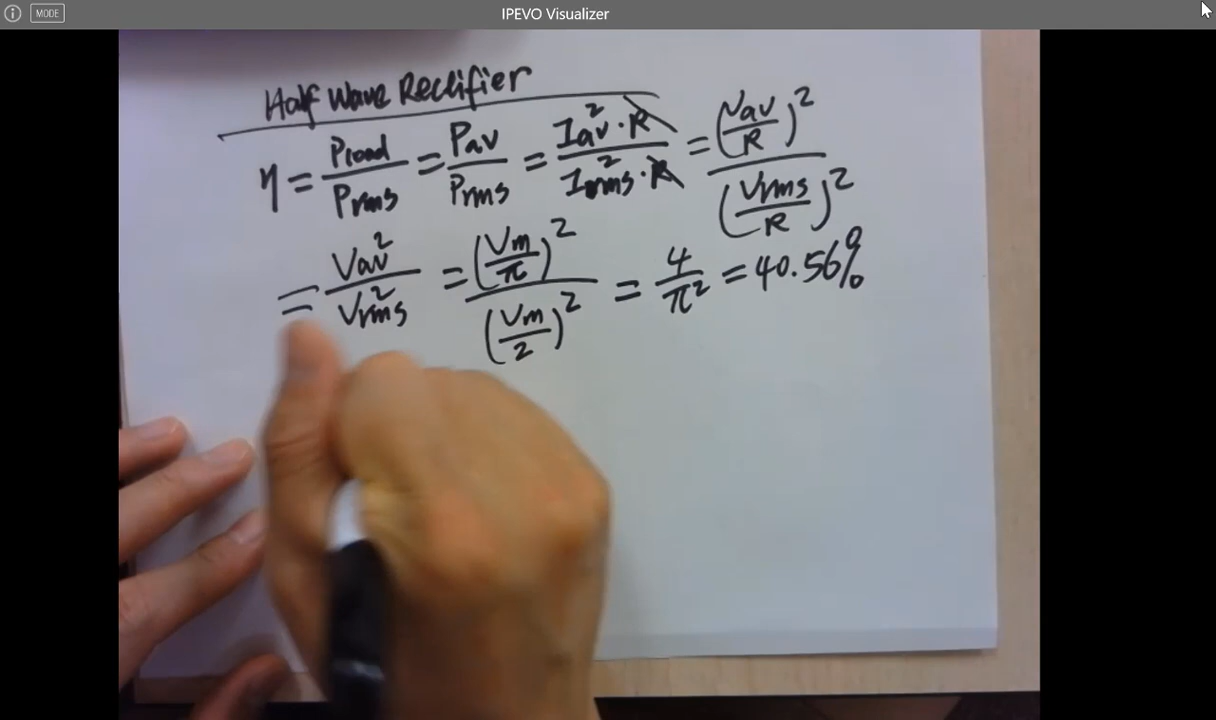 MODE IPEVO Visualizer
Half Wave Rectifier
η = Pload/Prms = Pav/Prms = Iav²·R/Irms²·R = (Vav/R)²/(Vrms/R)²
= Vav²/Vrms² = (Vm/π)²/(Vm/2)² = 4/π² = 40.56%